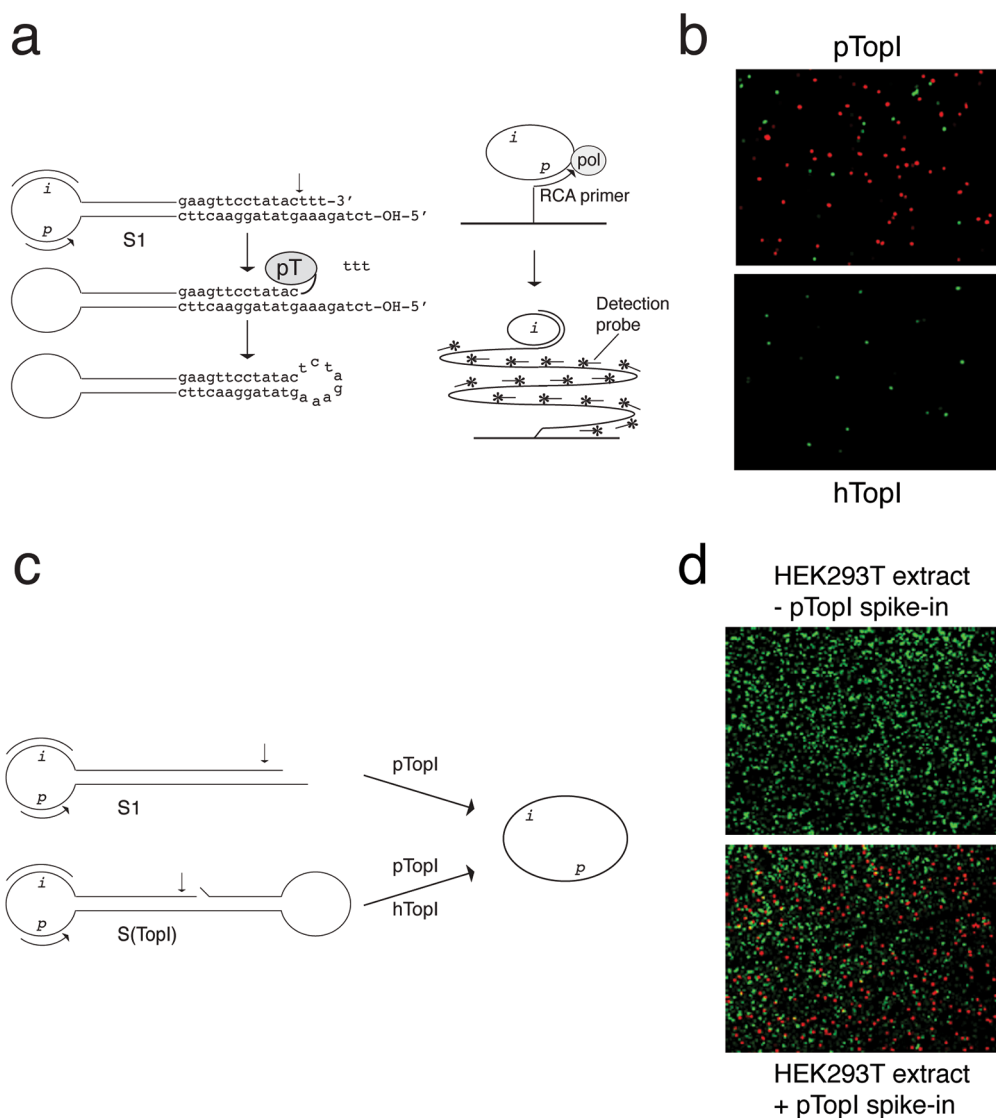 a
i
p
S1
gaagttcctatactttt-3’
cttcaaggatatgaaagatct-OH-5’
pT
ttt
gaagttcctatac
cttcaaggatatgaaagatct-OH-5’
gaagttcctatac
cttcaaggatatg
t c t a g a a a
i
p
pol
RCA primer
Detection
probe
i
b
pTopI
hTopI
c
i
p
S1
pTopI
i
p
S(TopI)
pTopI
hTopI
i
p
d
HEK293T extract
- pTopI spike-in
HEK293T extract
+ pTopI spike-in